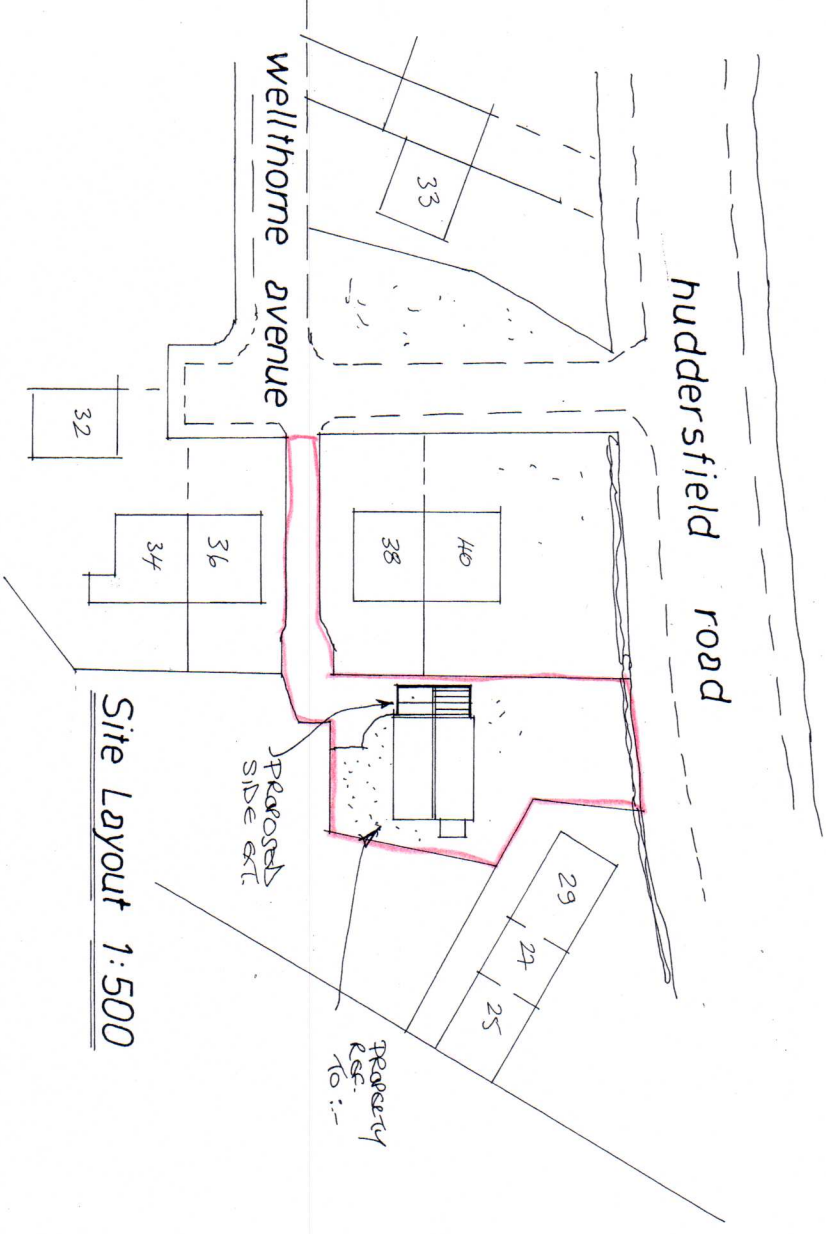 huddersfield road
wellthorne avenue
33
32
34
36
38
40
PROPOSED
SIDE EXT.
29
27
25
PROPERTY
REF.
TO :-
Site Layout 1:500